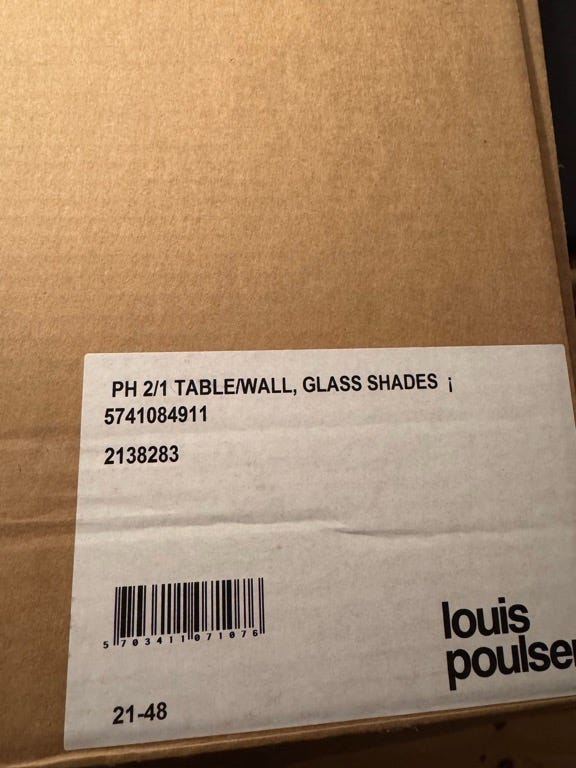 PH 2/1 TABLE/WALL, GLASS SHADES ¡
5741084911
2138283
5 703411 071076
louis
poulsen
21-48